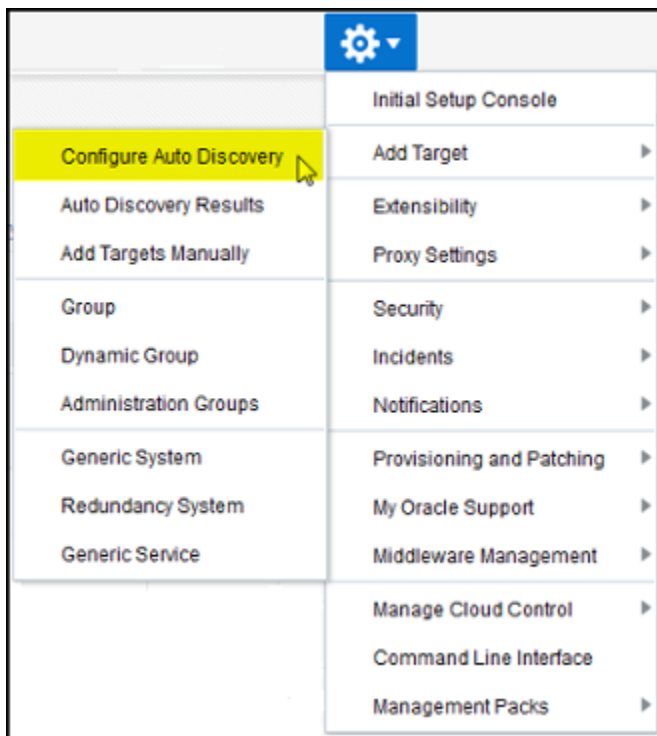 Initial Setup Console
Add Target
Extensibility
Proxy Settings
Security
Incidents
Notifications
Provisioning and Patching
My Oracle Support
Middleware Management
Manage Cloud Control
Command Line Interface
Management Packs
Configure Auto Discovery
Auto Discovery Results
Add Targets Manually
Group
Dynamic Group
Administration Groups
Generic System
Redundancy System
Generic Service